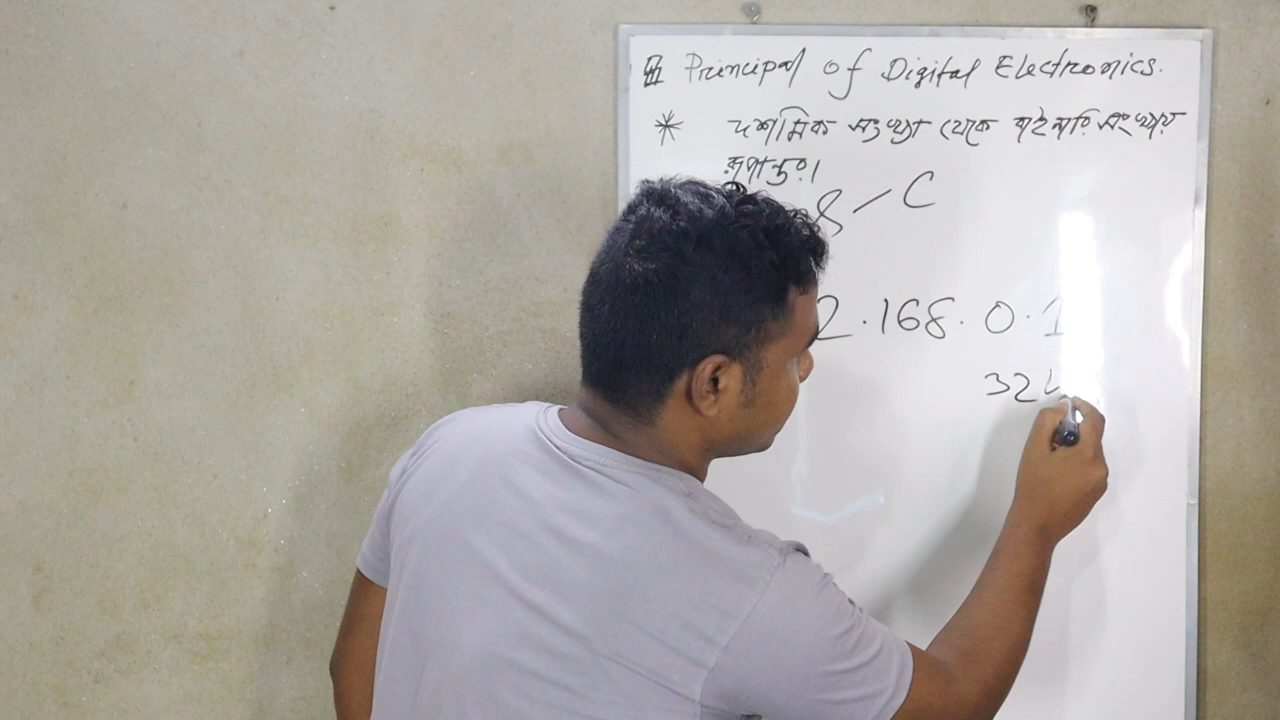 Principal of Digital Electronics.
* দশমিক সংখ্যা থেকে বাইনারি সংখ্যায়
রূপান্তর।
8 – C
2.168.0.1
32